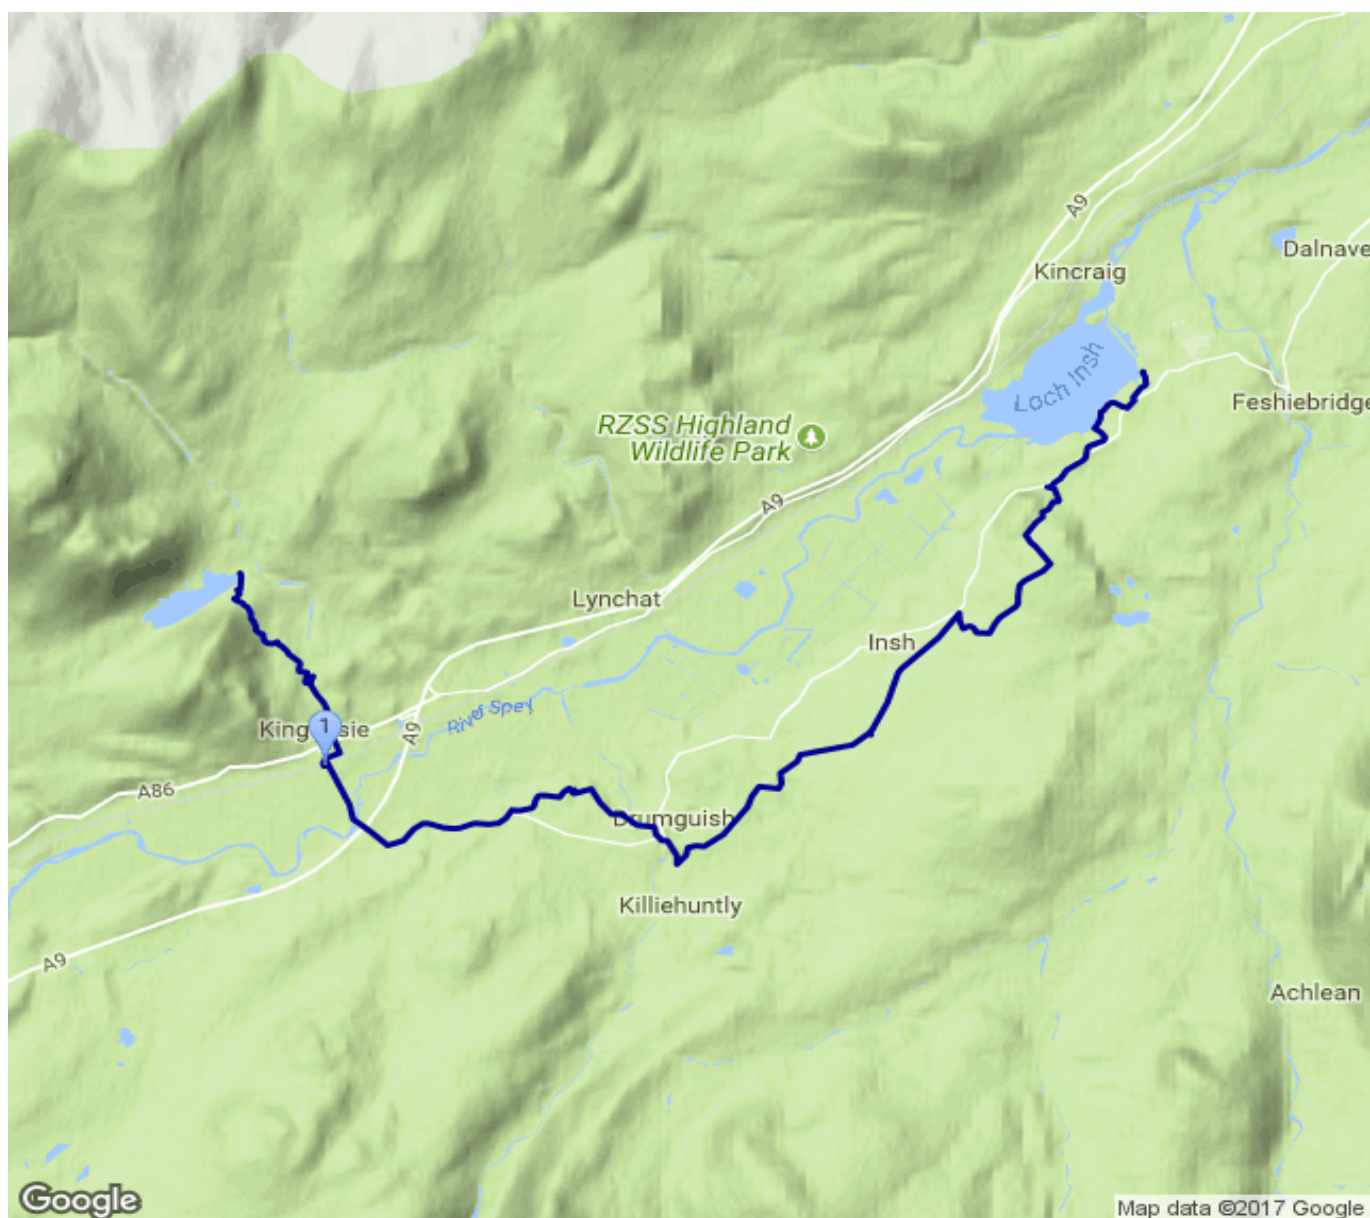 A9
Kincraig
Dalnave
Loch Insh
Feshiebridge
RZSS Highland
Wildlife Park
A9
Lynchat
Insh
River Spey
1
A9
A86
Drumguish
Killiehuntly
A9
Achlean
Google
Map data ©2017 Google